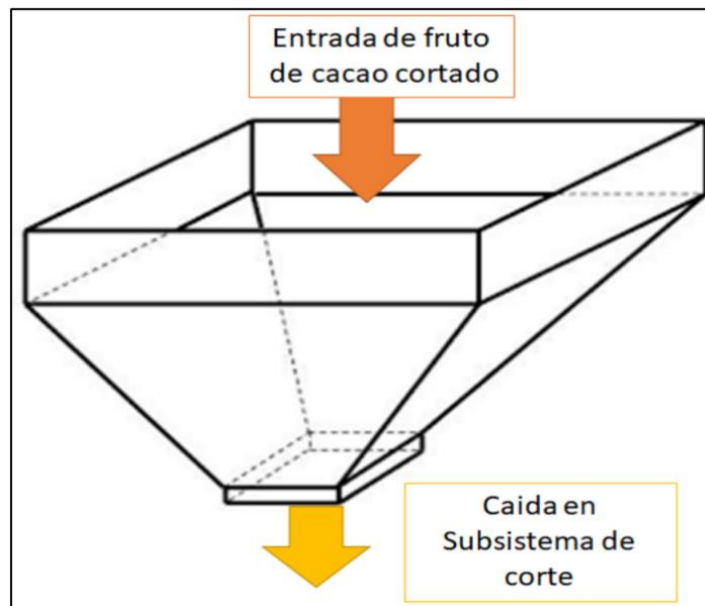 Entrada de fruto
de cacao cortado
Caida en
Subsistema de
corte